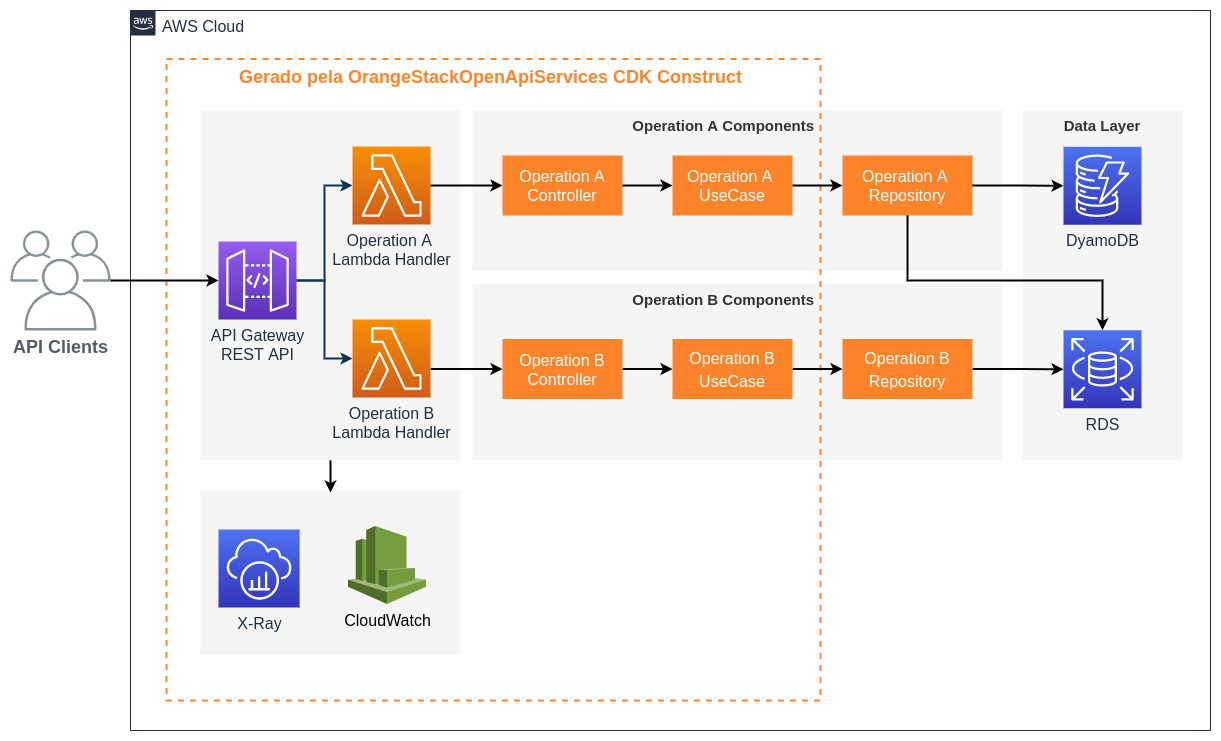 aws
AWS Cloud
Gerado pela OrangeStackOpenApiServices CDK Construct
Operation A Components
Data Layer
Operation A
Controller
Operation A
UseCase
Operation A
Repository
DyamoDB
Operation A
Lambda Handler
</>
API Gateway
REST API
API Clients
Operation B Components
Operation B
Controller
Operation B
UseCase
Operation B
Repository
RDS
Operation B
Lambda Handler
X-Ray
CloudWatch